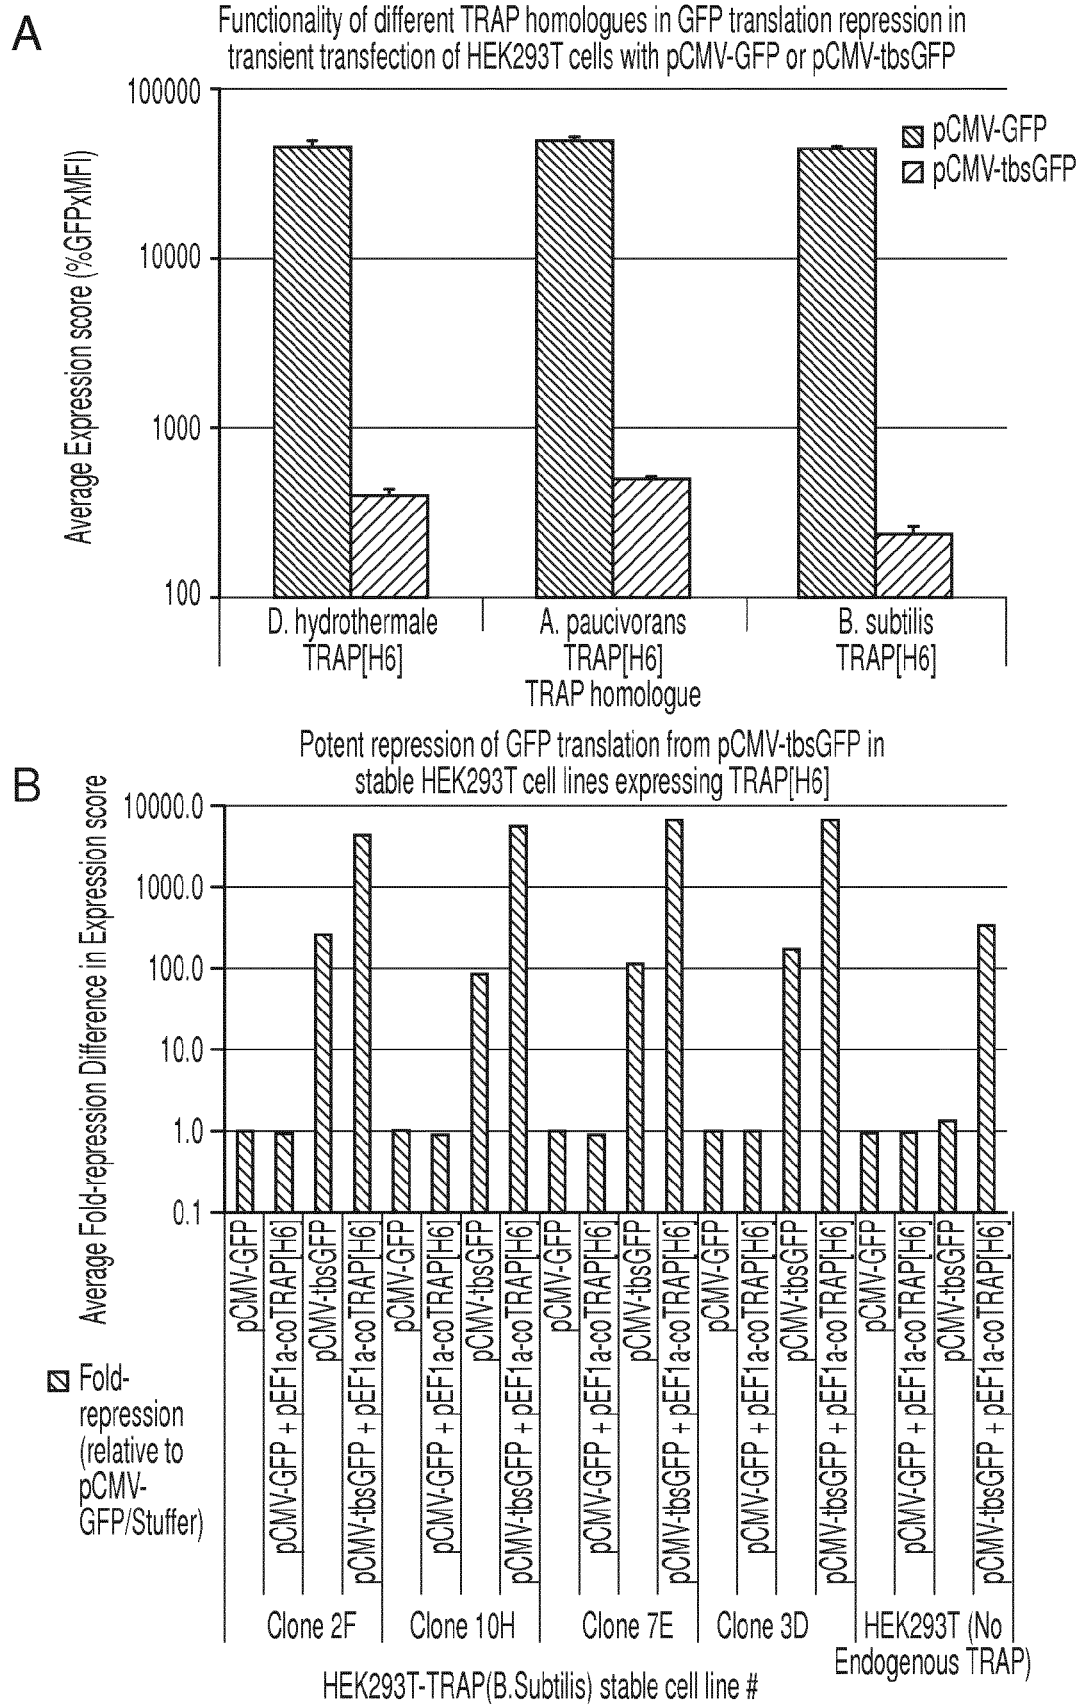 A
Functionality of different TRAP homologues in GFP translation repression in
transient transfection of HEK293T cells with pCMV-GFP or pCMV-tbsGFP
Average Expression score (%GFPxMFI)
100000
10000
1000
100
pCMV-GFP
pCMV-tbsGFP
D. hydrothermale
TRAP[H6]
A. paucivorans
TRAP[H6]
B. subtilis
TRAP[H6]
TRAP homologue
B
Potent repression of GFP translation from pCMV-tbsGFP in
stable HEK293T cell lines expressing TRAP[H6]
Average Fold-repression Difference in Expression score
10000.0
1000.0
100.0
10.0
1.0
0.1
pCMV-GFP
pCMV-GFP + pEF1a-coTRAP[H6]
pCMV-tbsGFP
pCMV-tbsGFP + pEF1a-coTRAP[H6]
pCMV-GFP
pCMV-GFP + pEF1a-coTRAP[H6]
pCMV-tbsGFP
pCMV-tbsGFP + pEF1a-coTRAP[H6]
pCMV-GFP
pCMV-GFP + pEF1a-coTRAP[H6]
pCMV-tbsGFP
pCMV-tbsGFP + pEF1a-coTRAP[H6]
pCMV-GFP
pCMV-GFP + pEF1a-coTRAP[H6]
pCMV-tbsGFP
pCMV-tbsGFP + pEF1a-coTRAP[H6]
pCMV-GFP
pCMV-GFP + pEF1a-coTRAP[H6]
pCMV-tbsGFP
pCMV-tbsGFP + pEF1a-coTRAP[H6]
Fold-
repression
(relative to
pCMV-
GFP/Stuffer)
Clone 2F
Clone 10H
Clone 7E
Clone 3D
HEK293T (No
Endogenous TRAP)
HEK293T-TRAP(B.Subtilis) stable cell line #